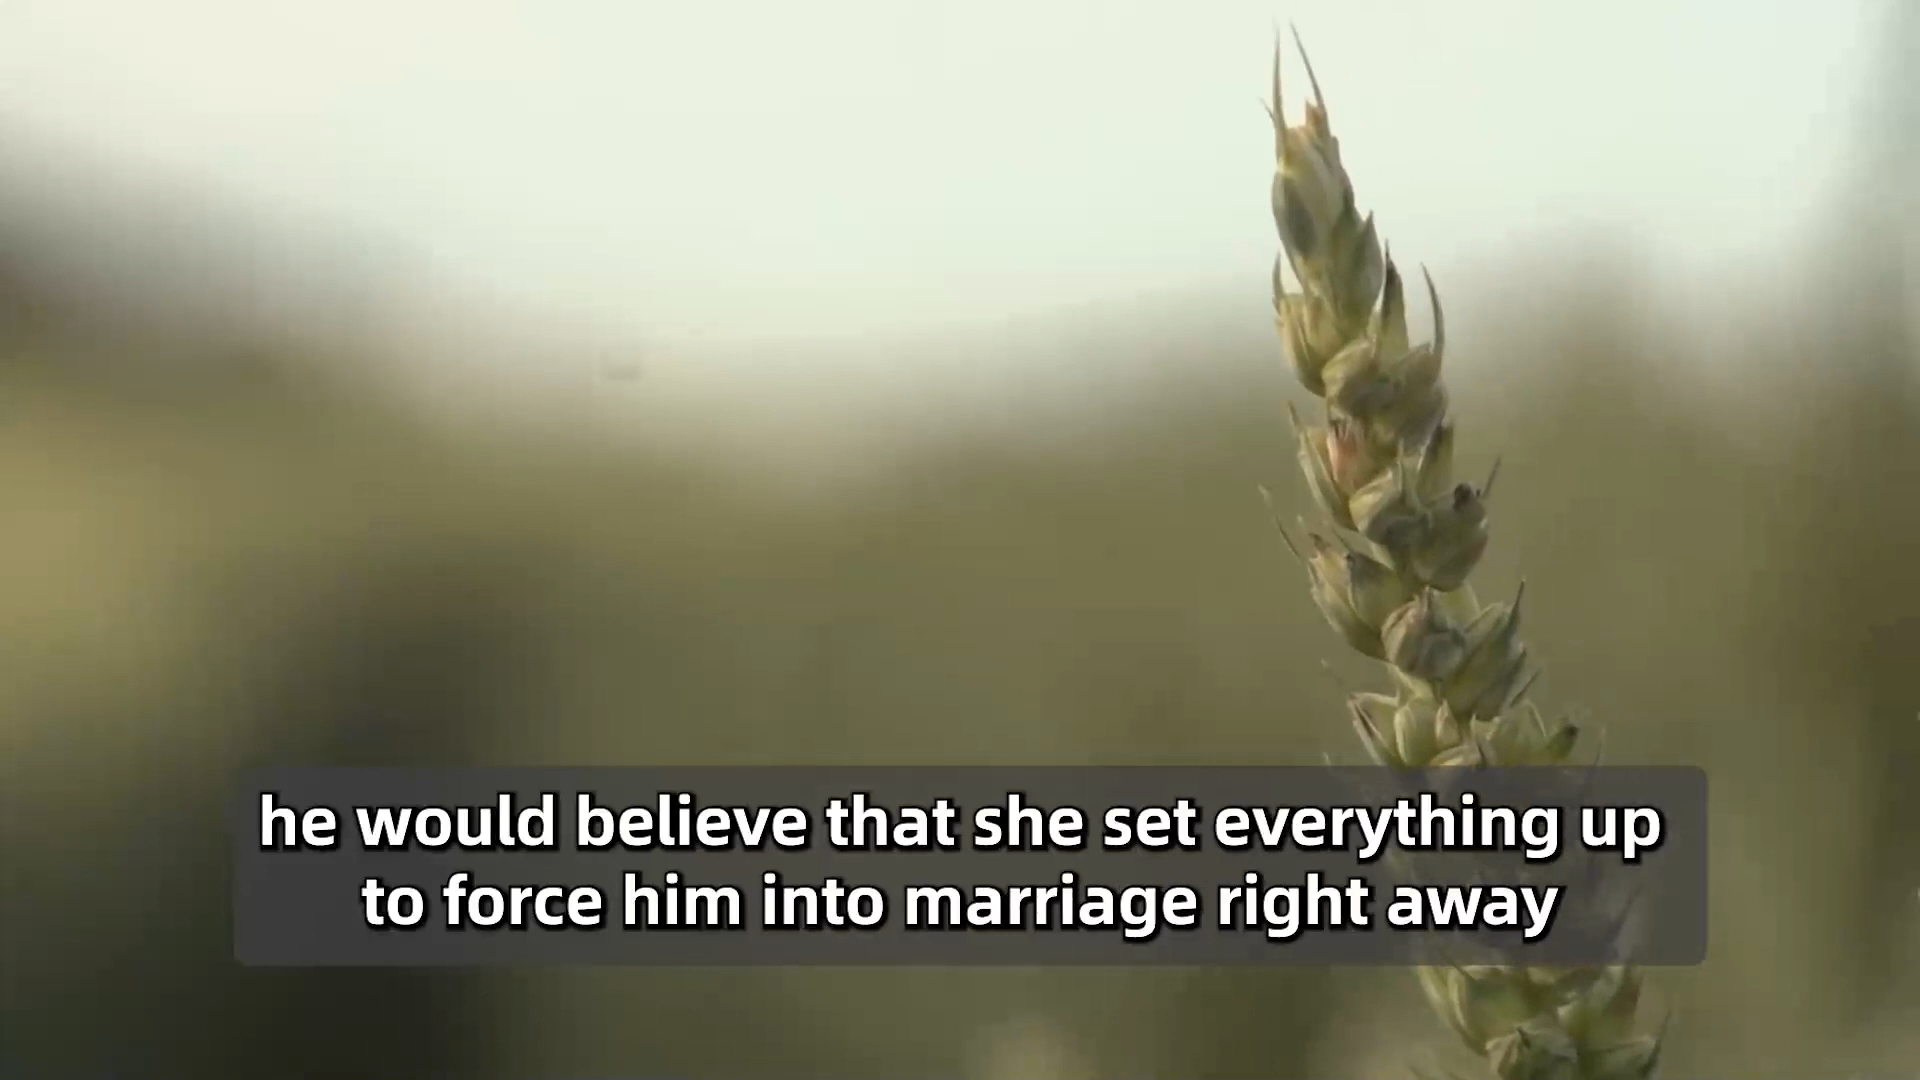 he would believe that she set everything up
to force him into marriage right away